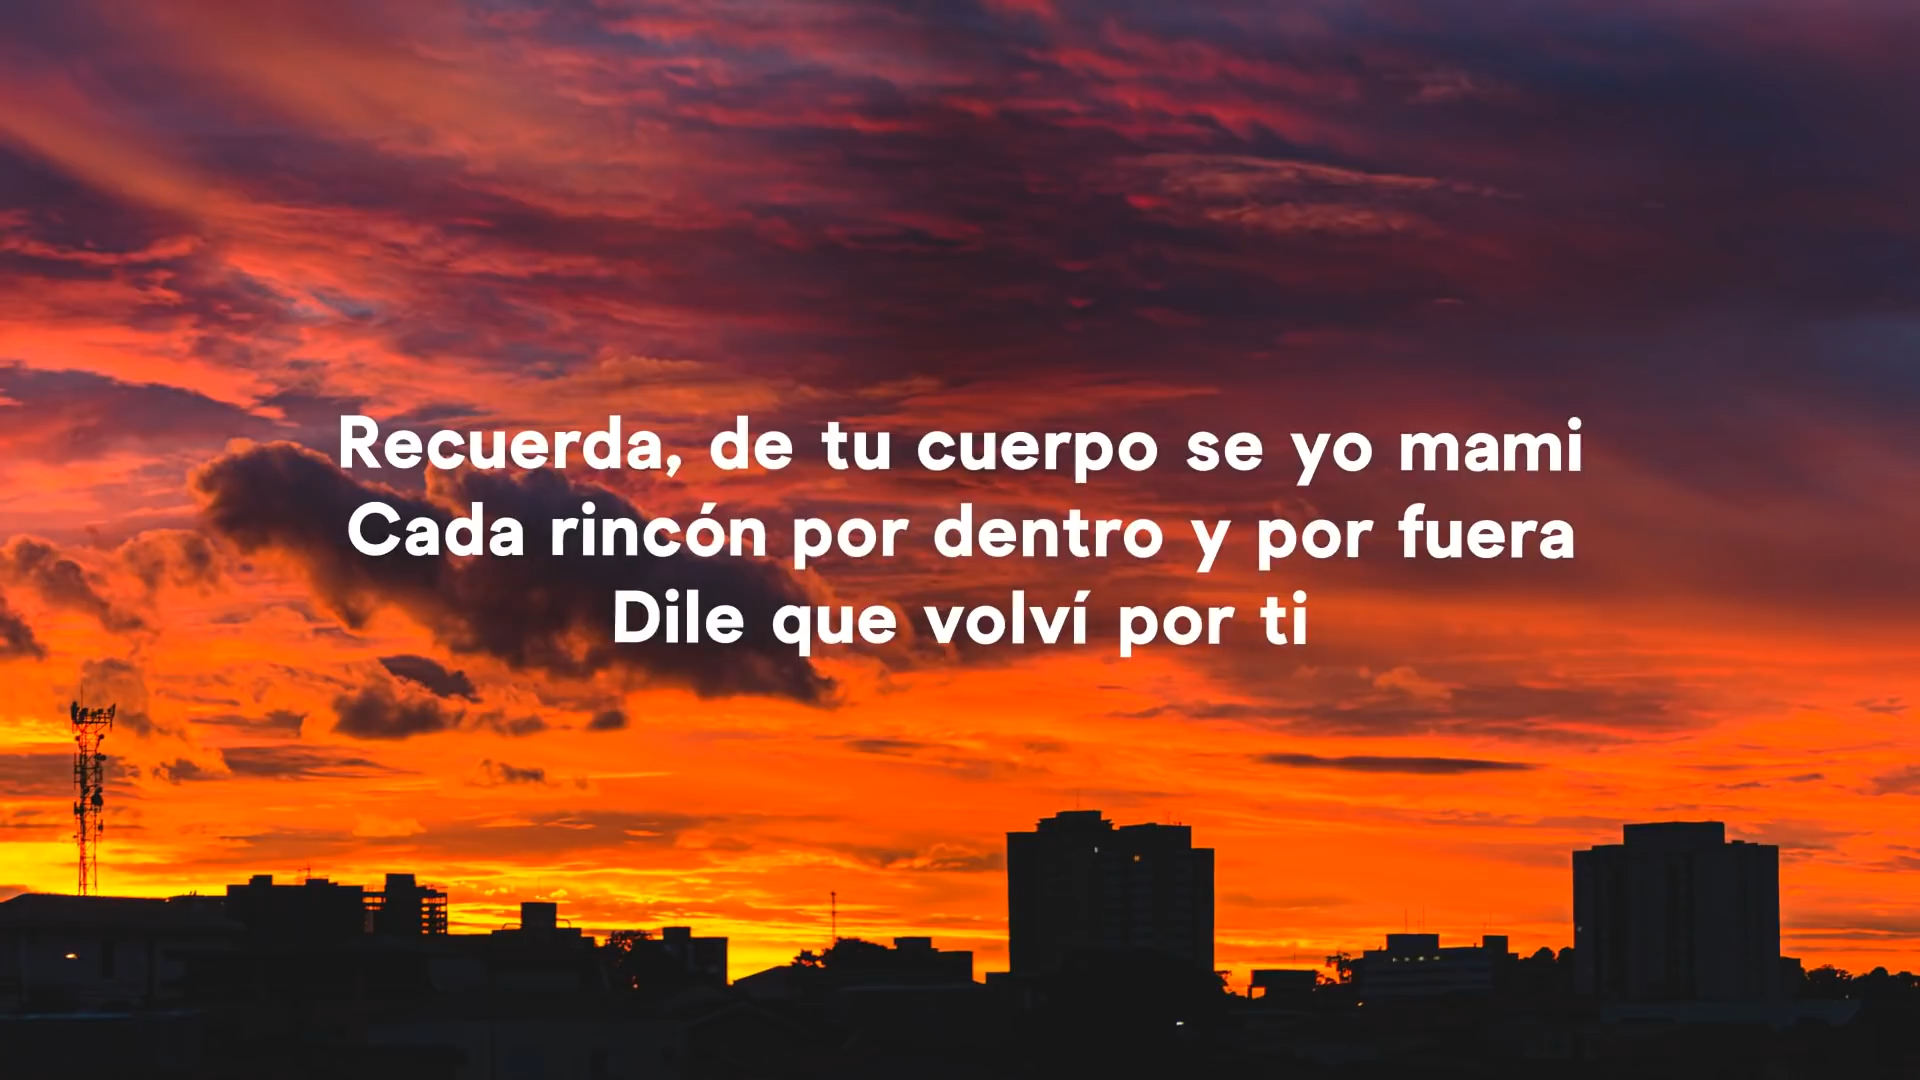 Recuerda, de tu cuerpo se yo mami
Cada rincón por dentro y por fuera
Dile que volví por ti